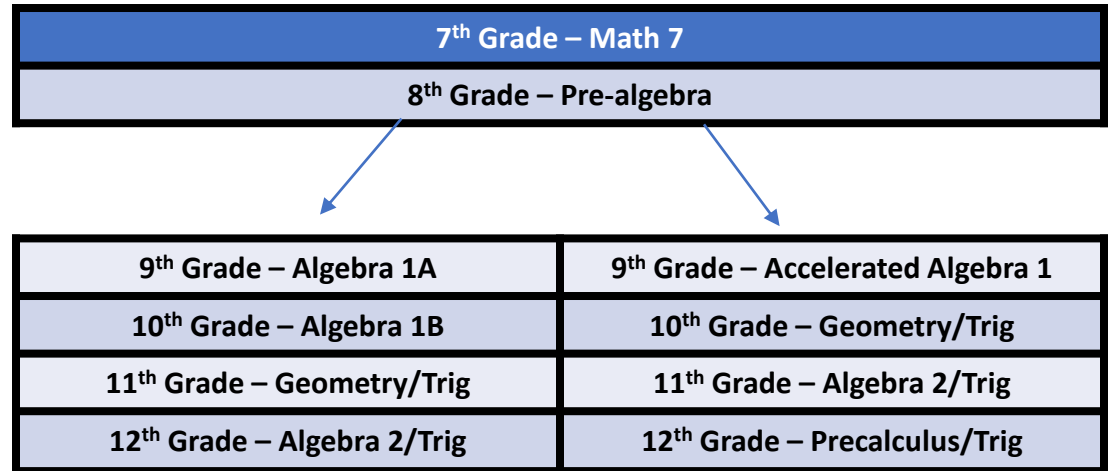 7th Grade – Math 7
8th Grade – Pre-algebra
9th Grade – Algebra 1A
9th Grade – Accelerated Algebra 1
10th Grade – Algebra 1B
10th Grade – Geometry/Trig
11th Grade – Geometry/Trig
11th Grade – Algebra 2/Trig
12th Grade – Algebra 2/Trig
12th Grade – Precalculus/Trig